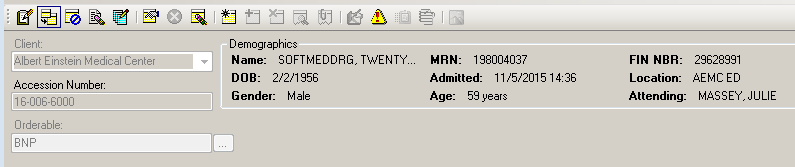 Client:
Albert Einstein Medical Center
Accession Number:
16-006-6000
Orderable:
BNP
...
Demographics
Name: SOFTMEDDRG, TWENTY... MRN: 198004037 FIN NBR: 29628991
DOB: 2/2/1956 Admitted: 11/5/2015 14:36 Location: AEMC ED
Gender: Male Age: 59 years Attending: MASSEY, JULIE